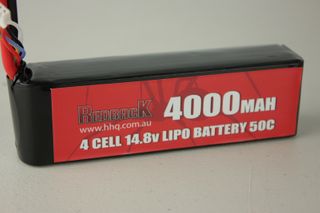 REDBACK 4000MAH
www.hhq.com.au
4 CELL 14.8v LIPO BATTERY 50C